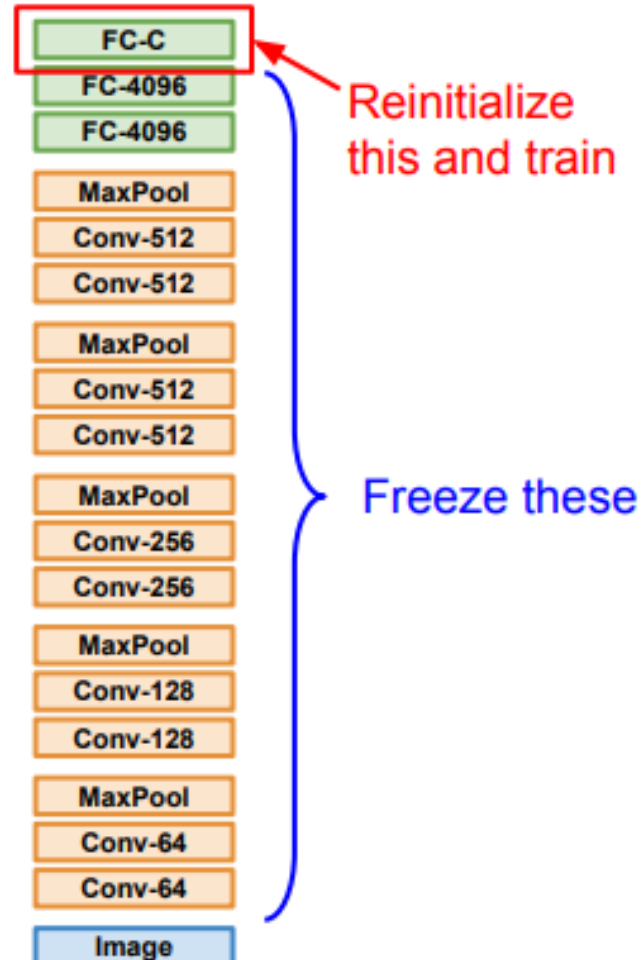 FC-C
FC-4096
FC-4096
MaxPool
Conv-512
Conv-512
MaxPool
Conv-512
Conv-512
MaxPool
Conv-256
Conv-256
MaxPool
Conv-128
Conv-128
MaxPool
Conv-64
Conv-64
Image
Reinitialize
this and train
Freeze these